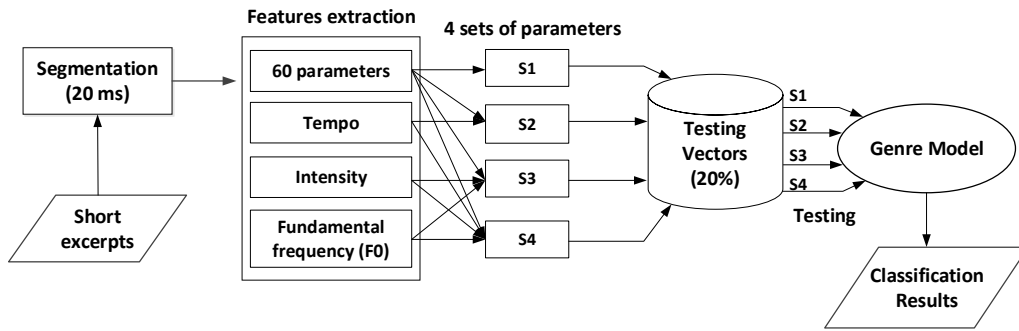 Features extraction
4 sets of parameters
Segmentation
(20 ms)
60 parameters
Tempo
Intensity
Fundamental
frequency (F0)
S1
S2
S3
S4
Testing
Vectors
(20%)
S1
S2
S3
S4
Testing
Genre Model
Short
excerpts
Classification
Results